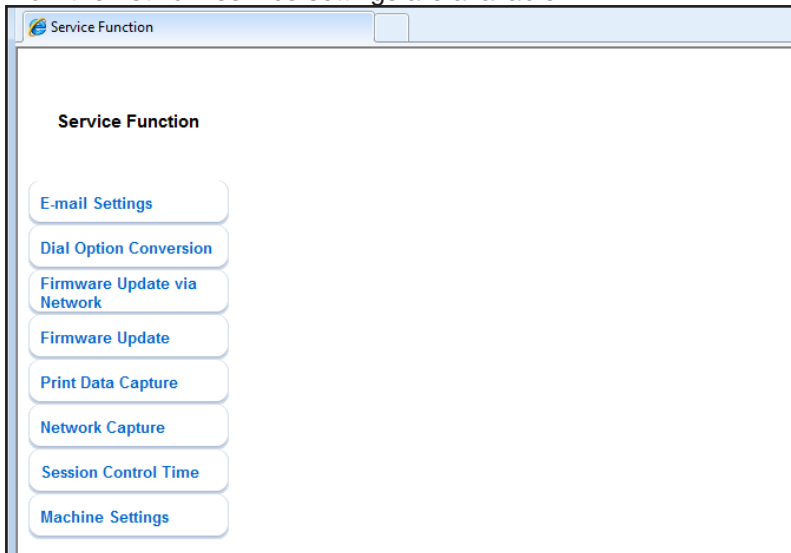 Service Function
Service Function
E-mail Settings
Dial Option Conversion
Firmware Update via
Network
Firmware Update
Print Data Capture
Network Capture
Session Control Time
Machine Settings